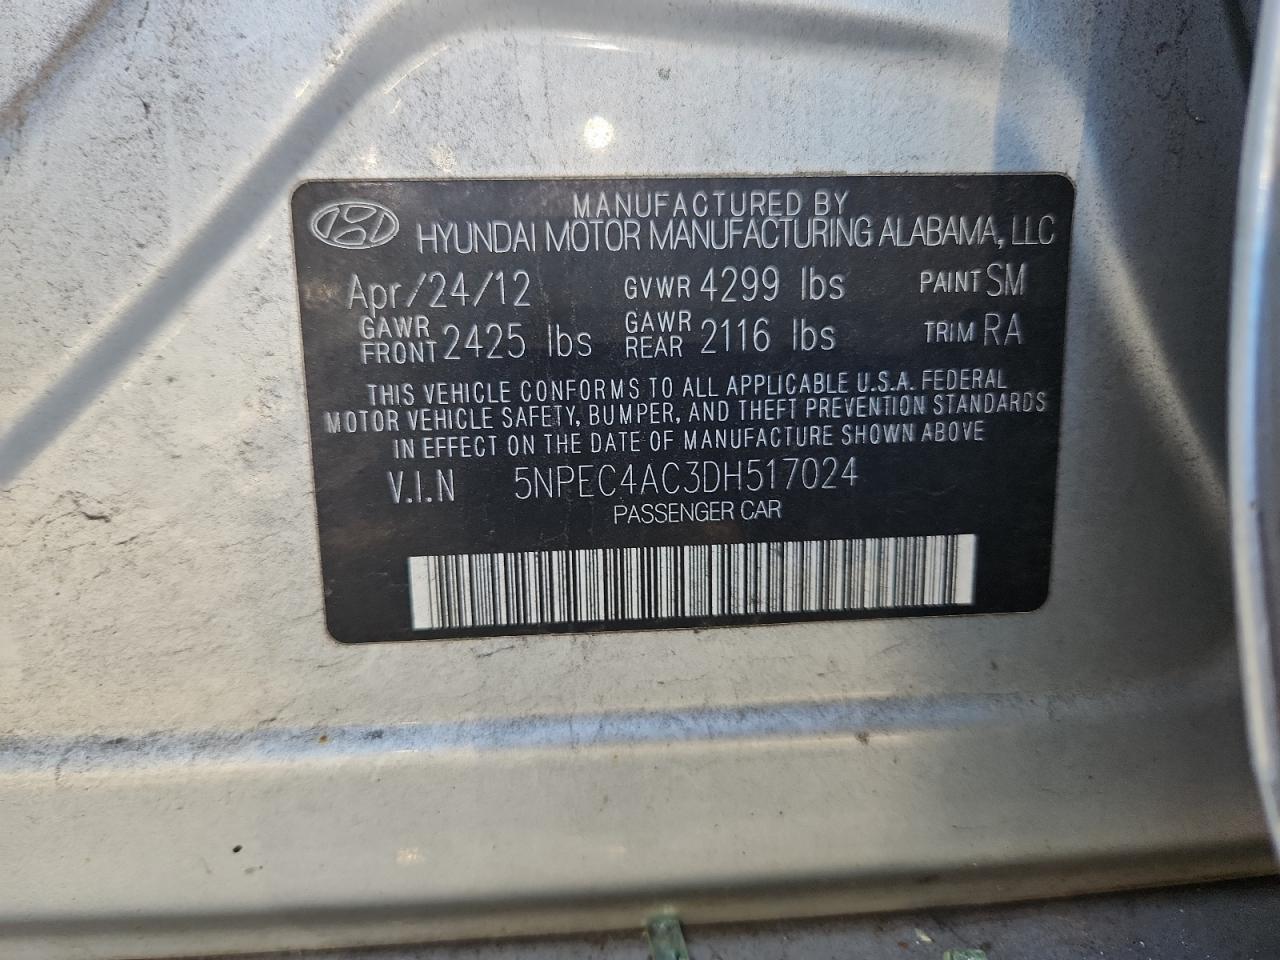 MANUFACTURED BY
HYUNDAI MOTOR MANUFACTURING ALABAMA, LLC
Apr/24/12 GVWR 4299 lbs PAINT SM
GAWR FRONT 2425 lbs GAWR REAR 2116 lbs TRIM RA
THIS VEHICLE CONFORMS TO ALL APPLICABLE U.S.A. FEDERAL
MOTOR VEHICLE SAFETY, BUMPER, AND THEFT PREVENTION STANDARDS
IN EFFECT ON THE DATE OF MANUFACTURE SHOWN ABOVE
V.I.N 5NPEC4AC3DH517024
PASSENGER CAR